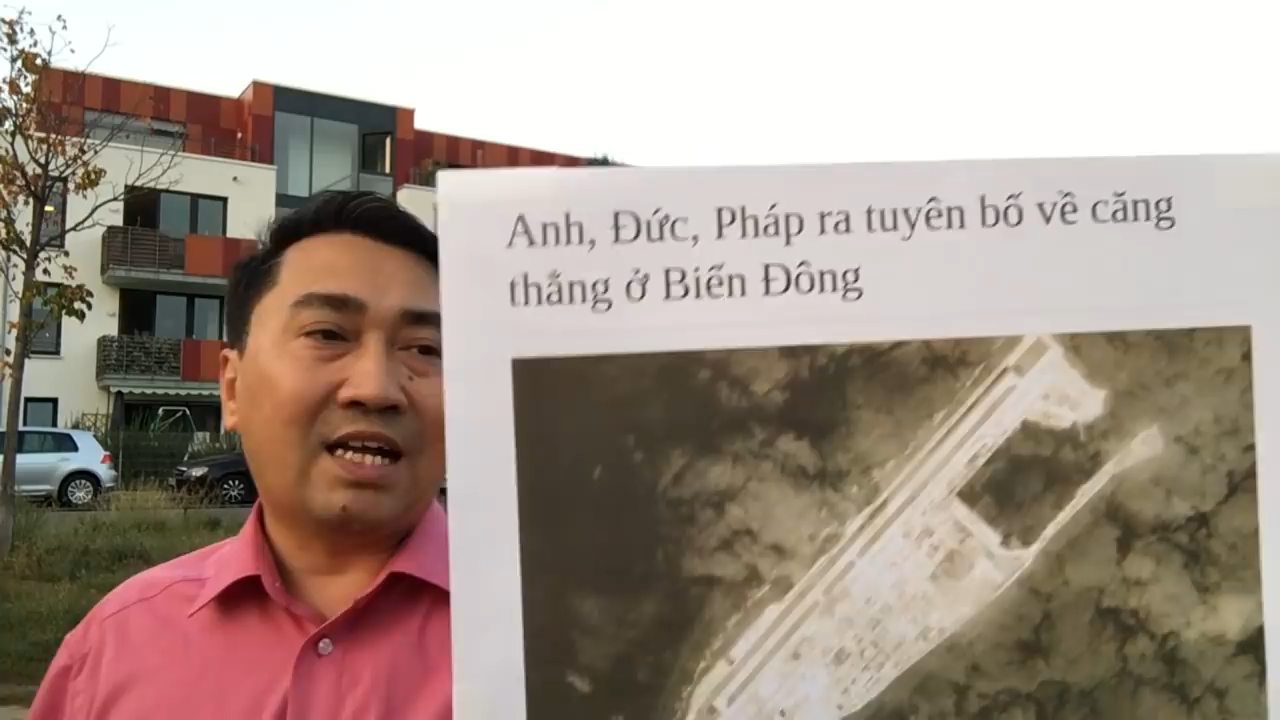 Anh, Đức, Pháp ra tuyên bố về căng
thẳng ở Biển Đông